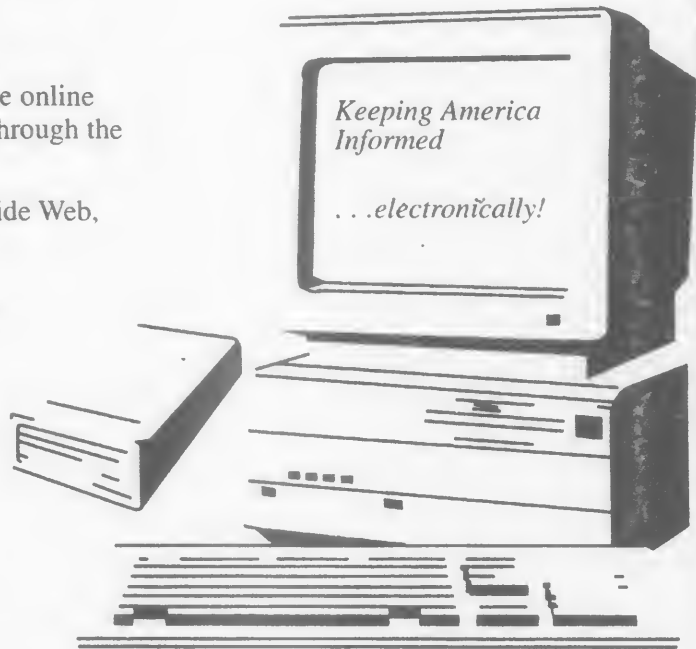 e online
hrough the
ide Web,
Keeping America
Informed
. . .electronically!